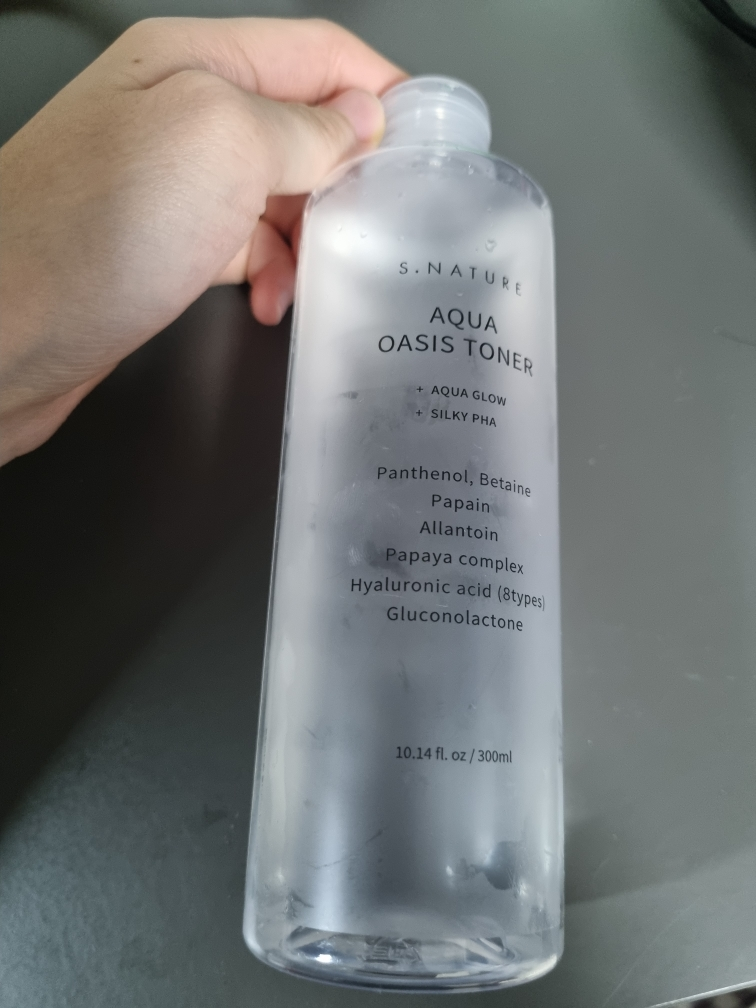 S.NATURE
AQUA
OASIS TONER
+ AQUA GLOW
+ SILKY PHA
Panthenol, Betaine
Papain
Allantoin
Papaya complex
Hyaluronic acid (8types)
Gluconolactone
10.14 fl. oz / 300ml